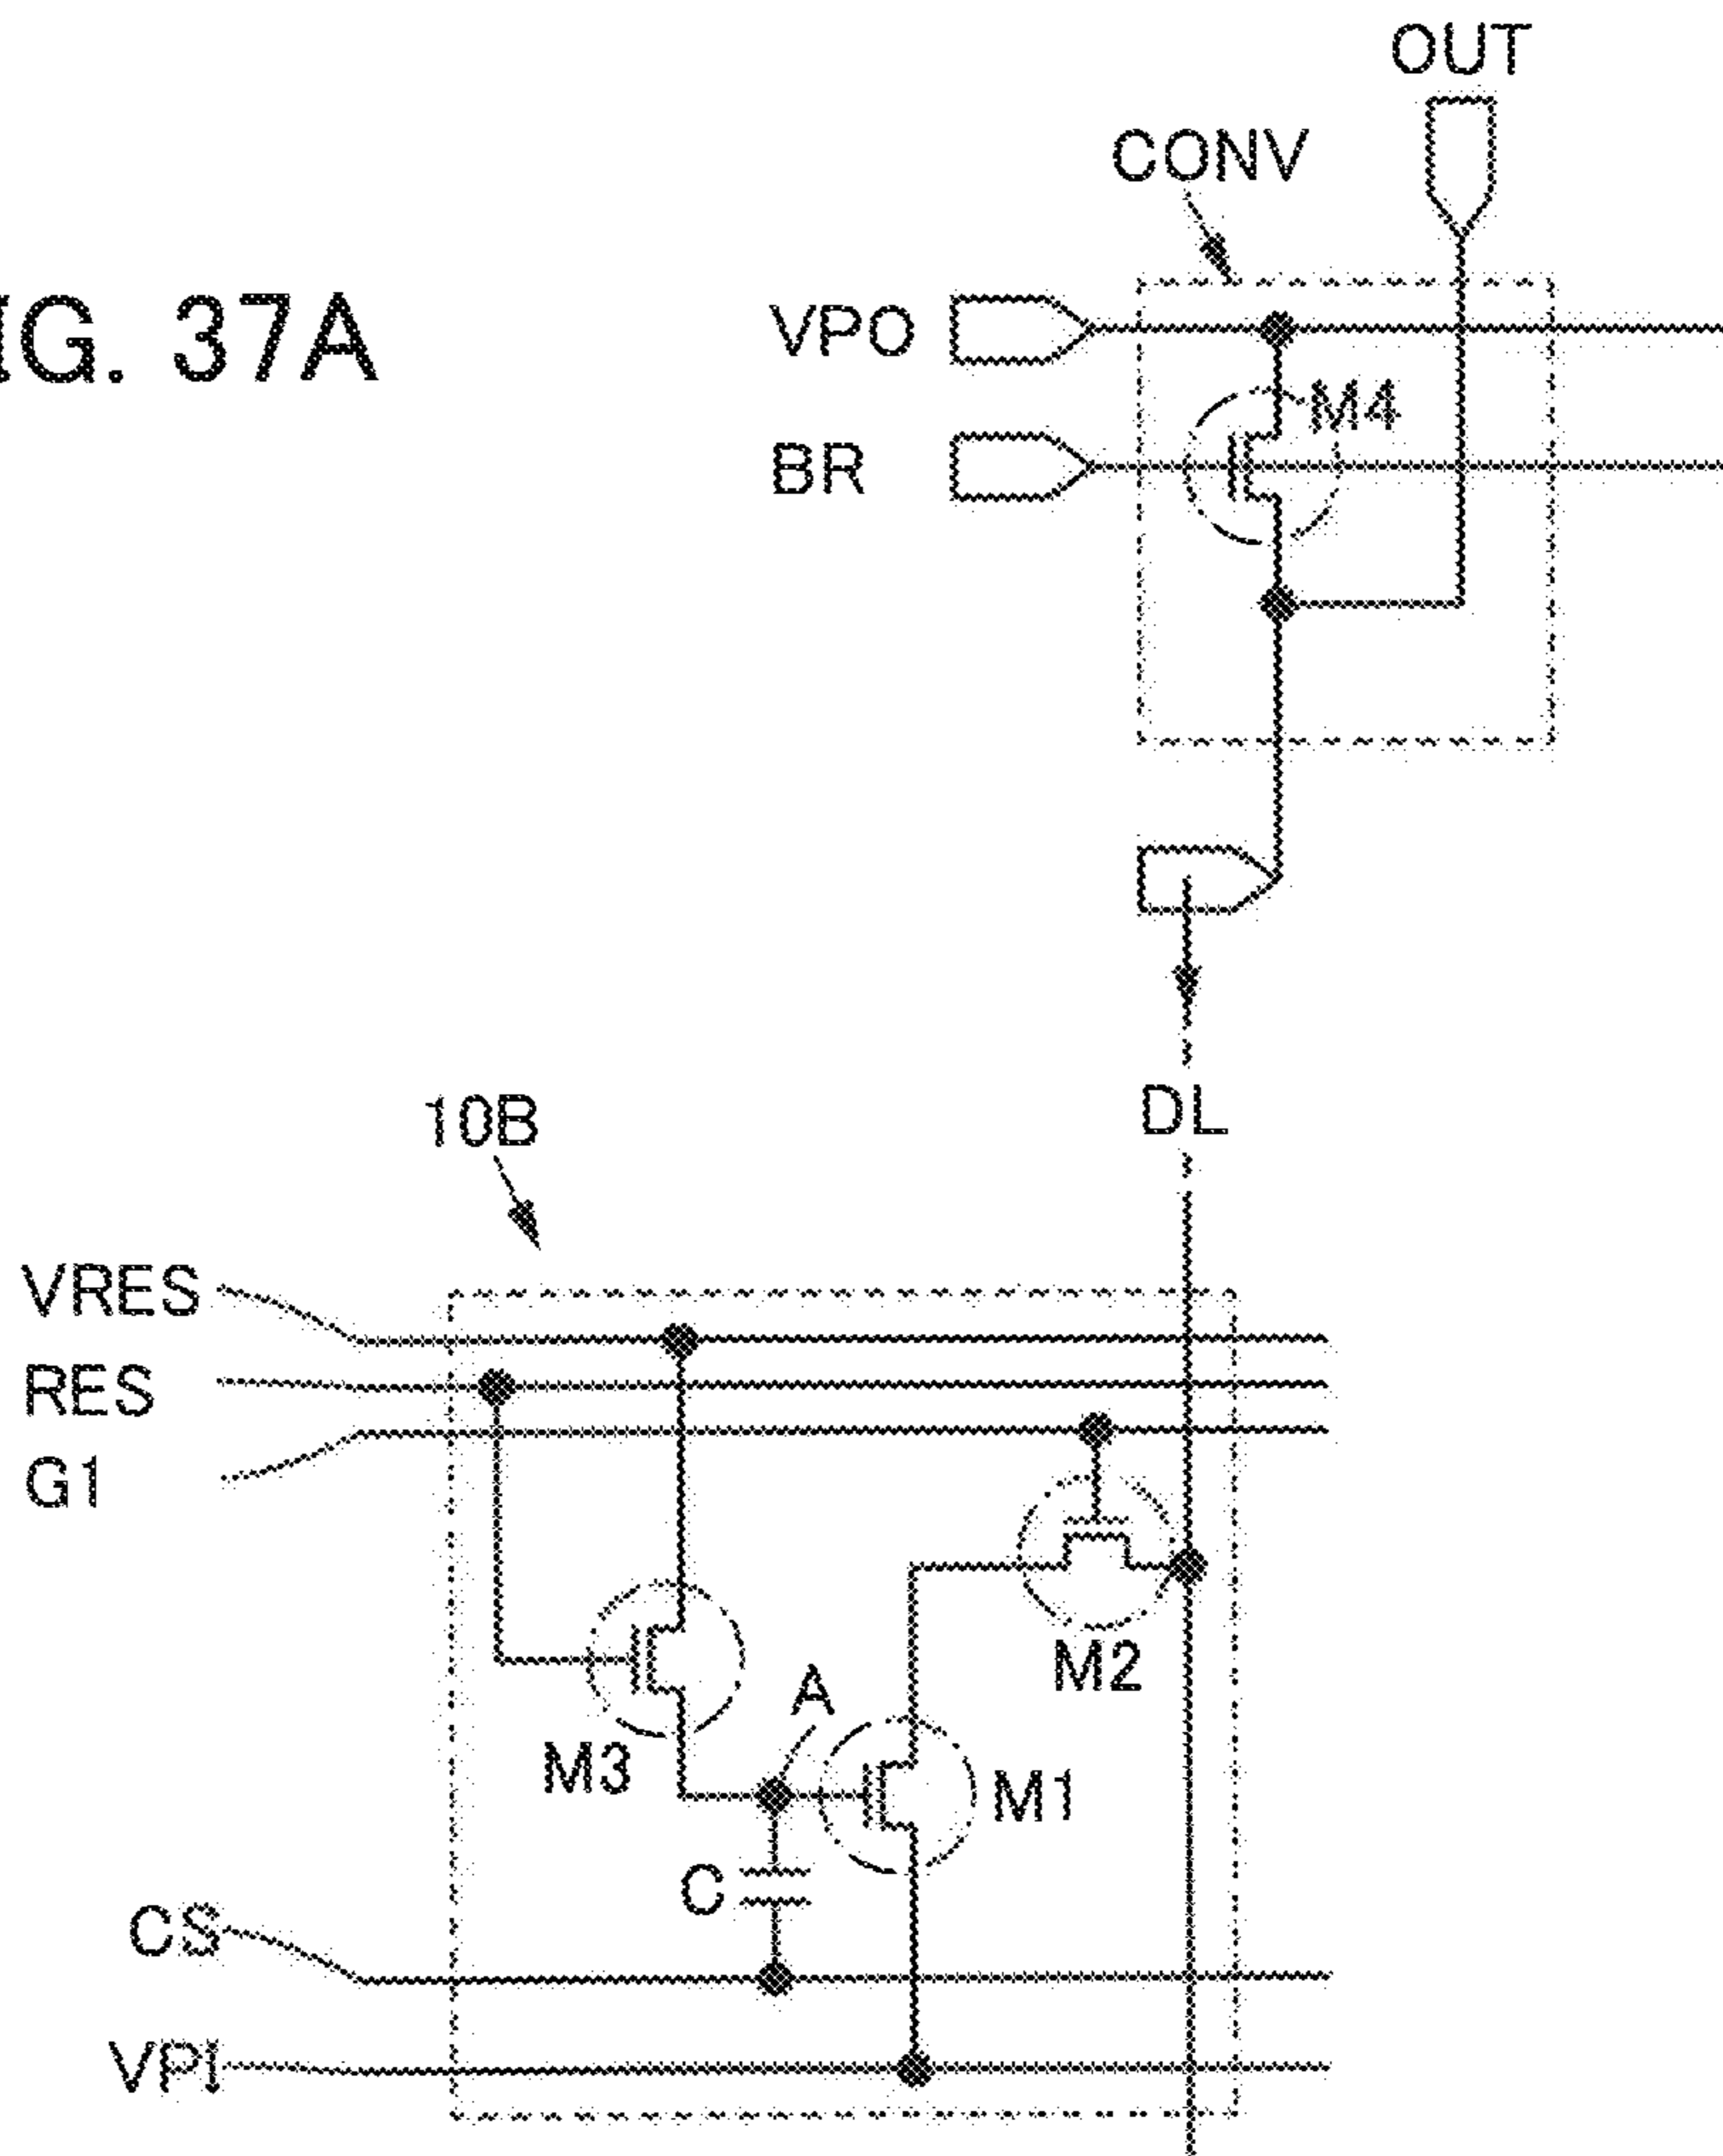 OUT
CONV
IG. 37A
VPO
M4
BR
DL
10B
VRES
RES
G1
M2
A
M3
M1
C
CS
VPI